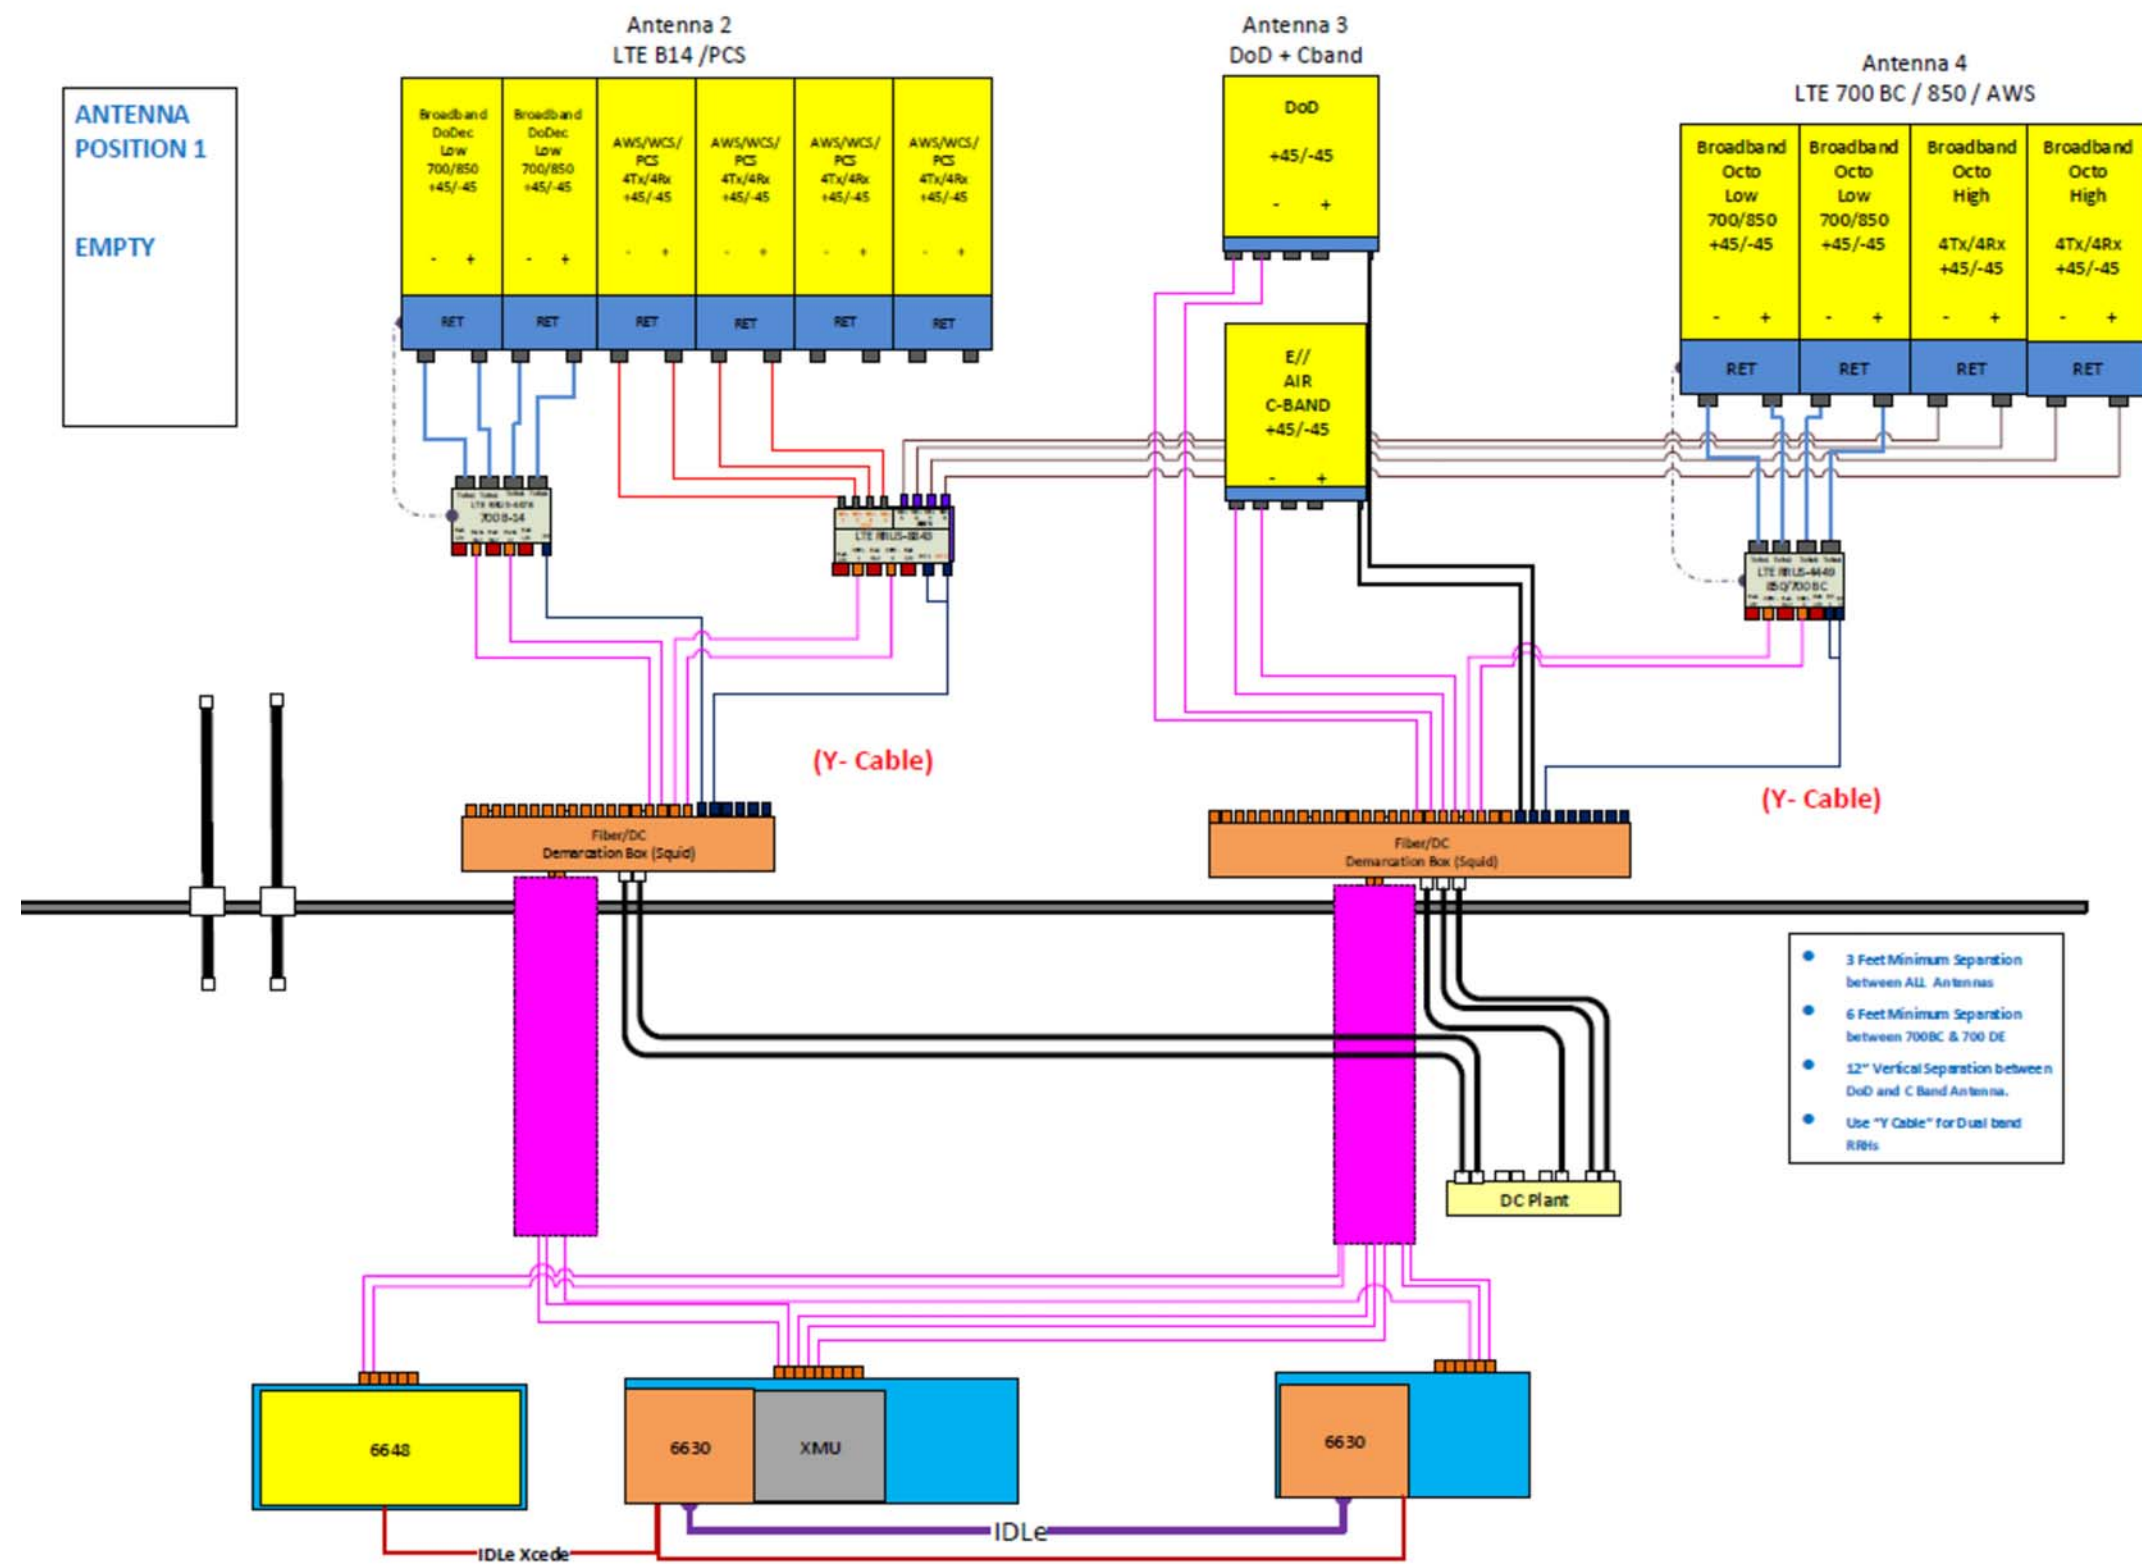 Antenna 2
LTE B14 /PCS
Antenna 3
DoD + Cband
Antenna 4
LTE 700 BC / 850 / AWS
ANTENNA
POSITION 1
EMPTY
Broadband
DoDec
Low
700/850
+45/-45
- +
RET
Broadband
DoDec
Low
700/850
+45/-45
- +
RET
AWS/WCS/
PCS
4Tx/4Rx
+45/-45
- +
RET
AWS/WCS/
PCS
4Tx/4Rx
+45/-45
- +
RET
AWS/WCS/
PCS
4Tx/4Rx
+45/-45
- +
RET
AWS/WCS/
PCS
4Tx/4Rx
+45/-45
- +
RET
DoD
+45/-45
- +
E//
AIR
C-BAND
+45/-45
- +
Broadband
Octo
Low
700/850
+45/-45
- +
RET
Broadband
Octo
Low
700/850
+45/-45
- +
RET
Broadband
Octo
High
4Tx/4Rx
+45/-45
- +
RET
Broadband
Octo
High
4Tx/4Rx
+45/-45
- +
RET
700 B-14
LTE RRUS-8843
LTE RRUS-4449
850/700 BC
(Y- Cable)
(Y- Cable)
Fiber/DC
Demarcation Box (Squid)
Fiber/DC
Demarcation Box (Squid)
3 Feet Minimum Separation
between ALL Antennas
6 Feet Minimum Separation
between 700BC & 700 DE
12" Vertical Separation between
DoD and C Band Antenna.
Use "Y Cable" for Dual band
RRHs
DC Plant
6648
6630
XMU
6630
IDLe
IDLe Xcede